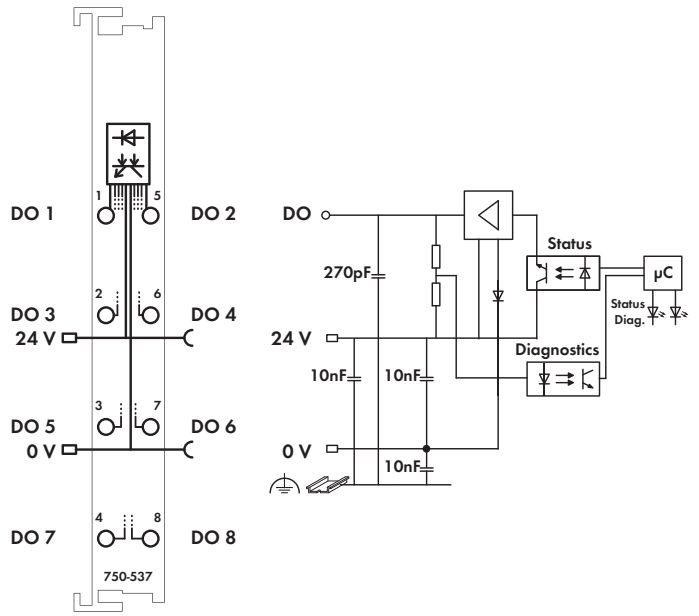 1
5
DO 1
DO 2
2
6
DO 3
DO 4
24 V
3
7
DO 5
DO 6
0 V
4
8
DO 7
DO 8
750-537
DO
Status
270pF
µC
Status
Diag.
24 V
Diagnostics
10nF
10nF
0 V
10nF